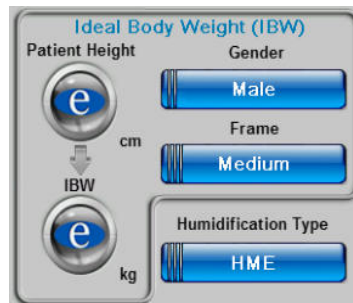 Ideal Body Weight (IBW)
Patient Height
Gender
e
Male
cm
Frame
Medium
IBW
e
kg
Humidification Type
HME